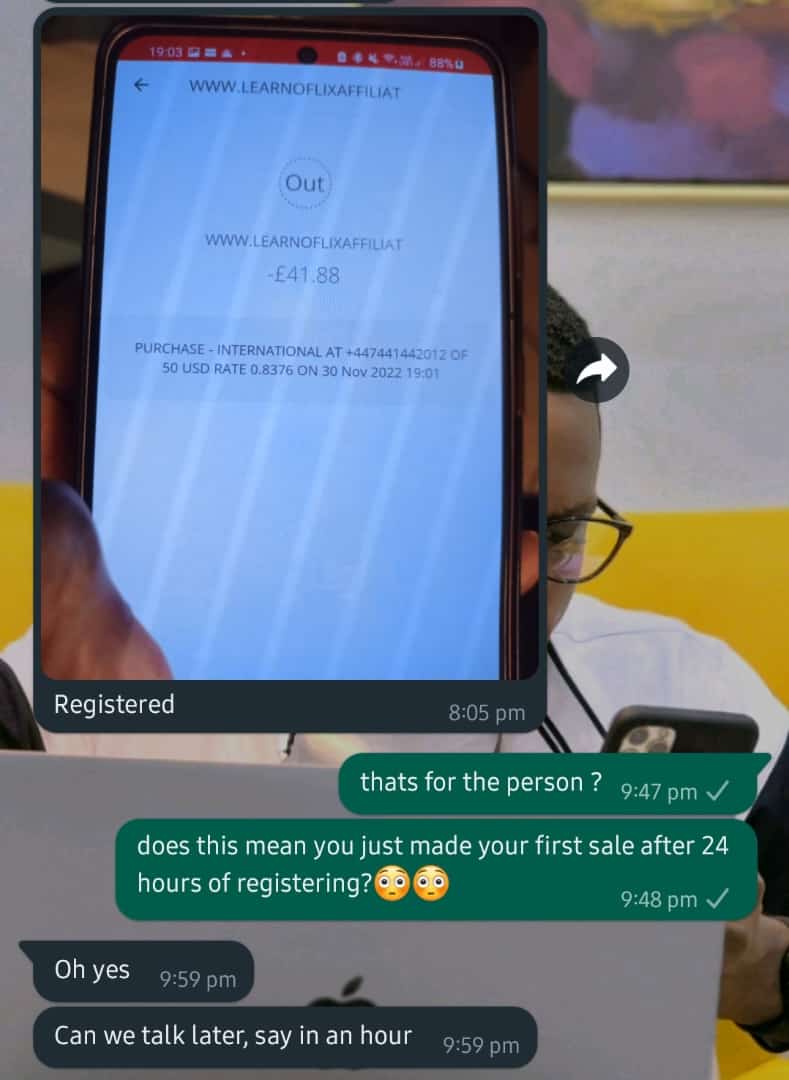 19:03
88%
WWW.LEARNOFLIXAFFILIAT
Out
WWW.LEARNOFLIXAFFILIAT
-£41.88
PURCHASE - INTERNATIONAL AT +447441442012 OF
50 USD RATE 0.8376 ON 30 Nov 2022 19:01
Registered
8:05 pm
thats for the person ?
9:47 pm
does this mean you just made your first sale after 24
hours of registering?😳😳
9:48 pm
Oh yes
9:59 pm
Can we talk later, say in an hour
9:59 pm